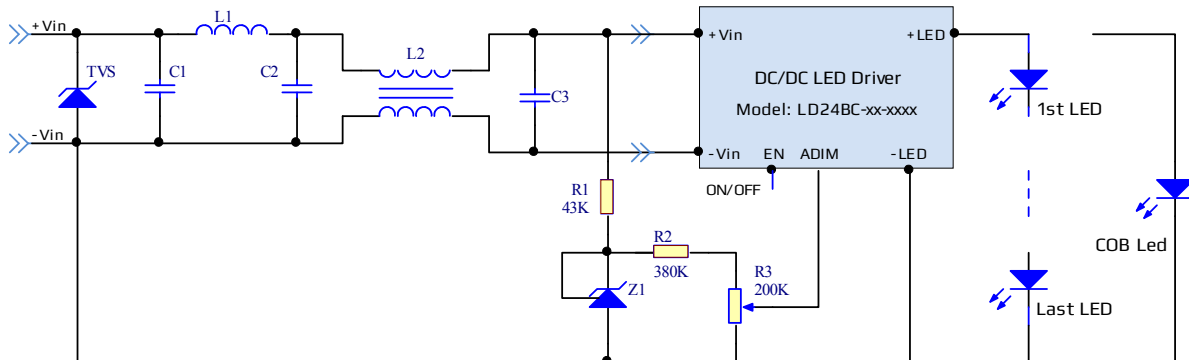 L1
+Vin
+Vin
+LED
L2
TVS
C1
C2
DC/DC LED Driver
C3
Model: LD24BC-xx-xxxx
1st LED
-Vin
-Vin
EN
ADIM
-LED
ON/OFF
R1
43K
R2
COB Led
380K
R3
200K
Z1
Last LED